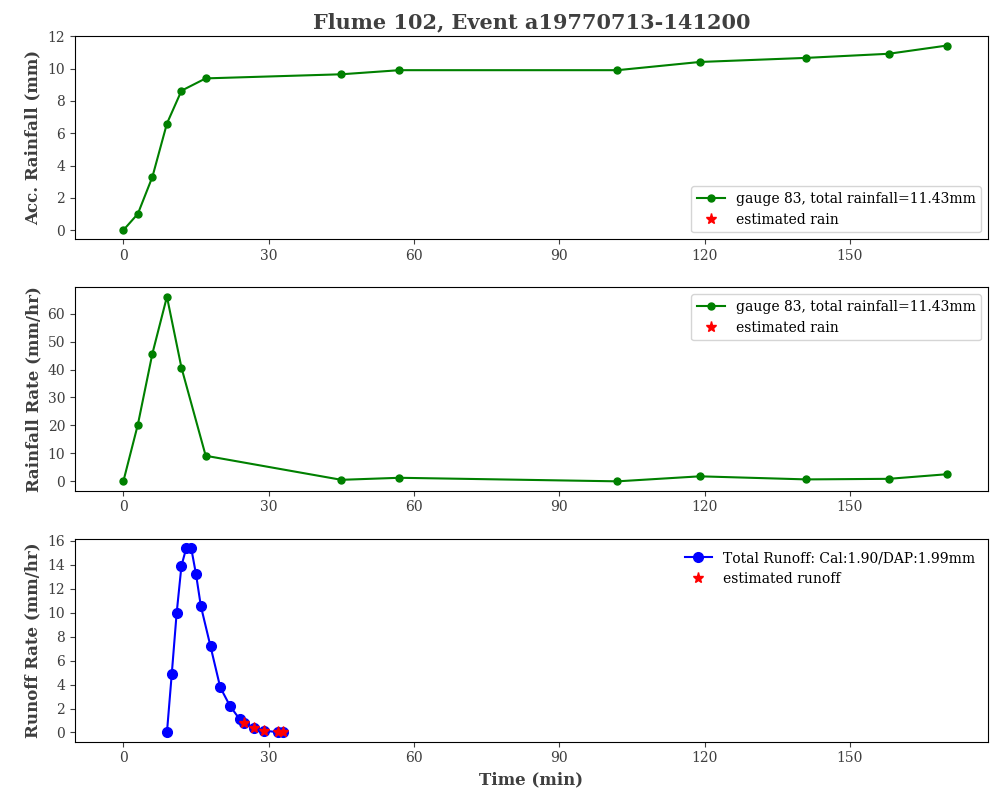 Flume 102, Event a19770713-141200
Acc. Rainfall (mm)
12
10
8
6
4
2
0
gauge 83, total rainfall=11.43mm
estimated rain
0 30 60 90 120 150
Rainfall Rate (mm/hr)
60
50
40
30
20
10
0
gauge 83, total rainfall=11.43mm
estimated rain
0 30 60 90 120 150
Runoff Rate (mm/hr)
16
14
12
10
8
6
4
2
0
Total Runoff: Cal:1.90/DAP:1.99mm
estimated runoff
0 30 60 90 120 150
Time (min)